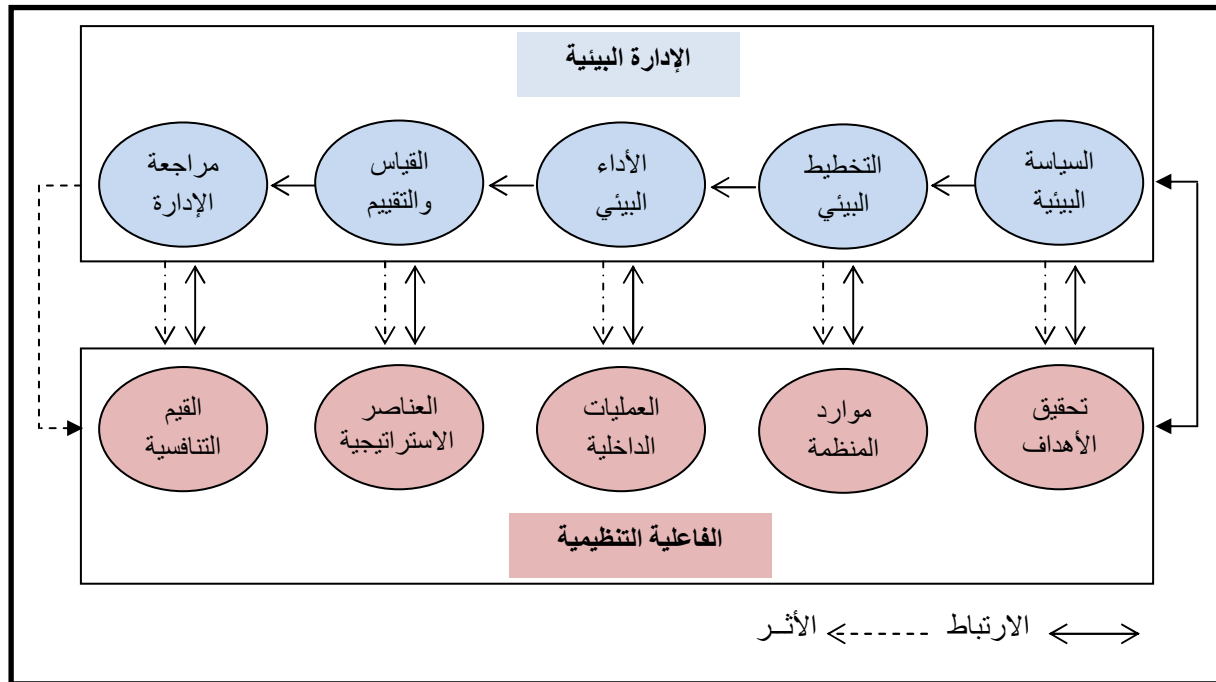 الإدارة البيئية
السياسة
البيئية
التخطيط
البيئي
الأداء
البيئي
القياس
والتقييم
مراجعة
الإدارة
تحقيق
الأهداف
موارد
المنظمة
العمليات
الداخلية
العناصر
الاستراتيجية
القيم
التنافسية
الفاعلية التنظيمية
الارتباط الأثــر